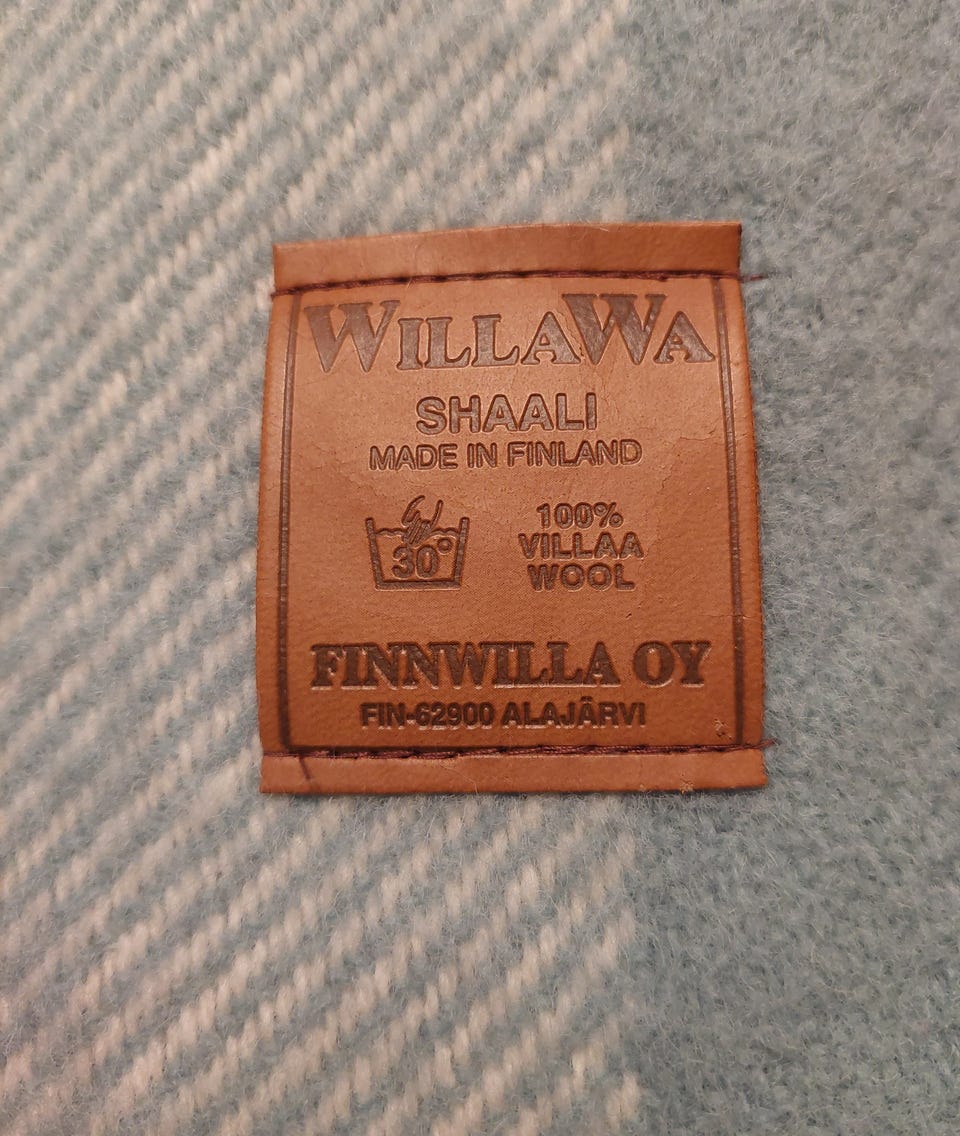 WILLAWA
SHAALI
MADE IN FINLAND
30°
100%
VILLAA
WOOL
FINNWILLA OY
FIN-62900 ALAJÄRVI